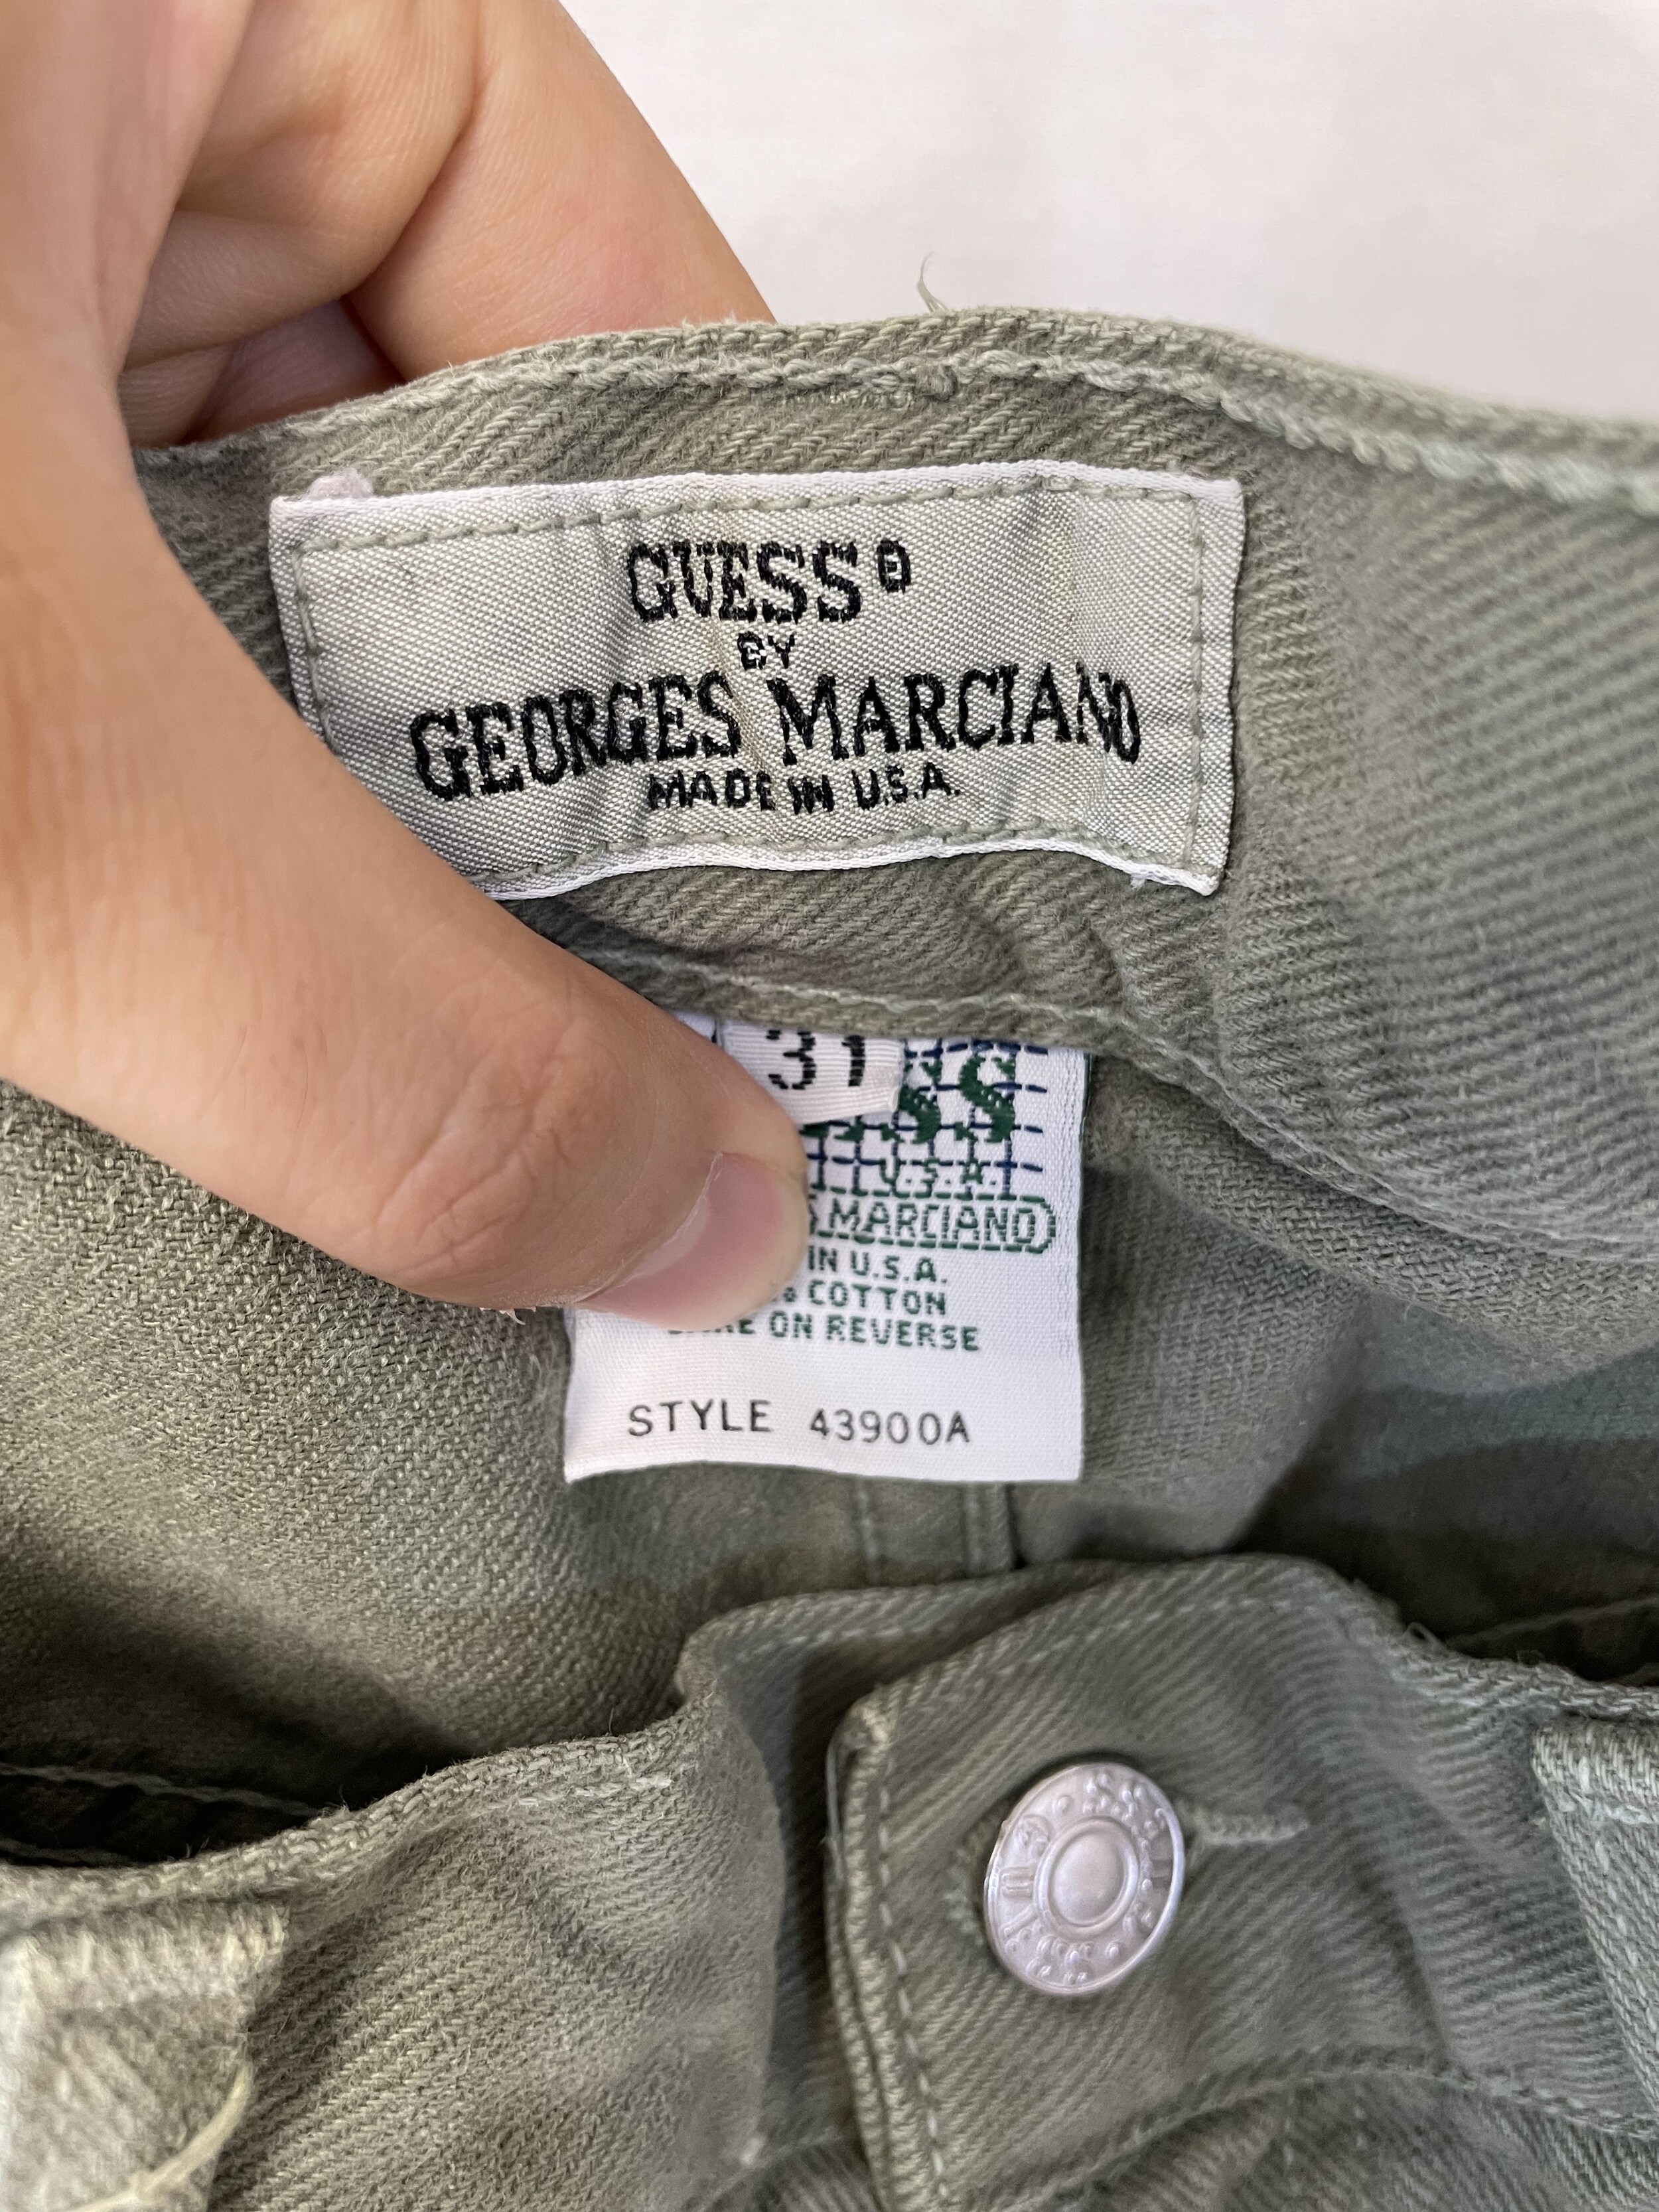 GUESS®
BY
GEORGES MARCIANO
MADE IN U.S.A.
31
U.S.A.
MARCIANO
IN U.S.A.
COTTON
ON REVERSE
STYLE 43900A